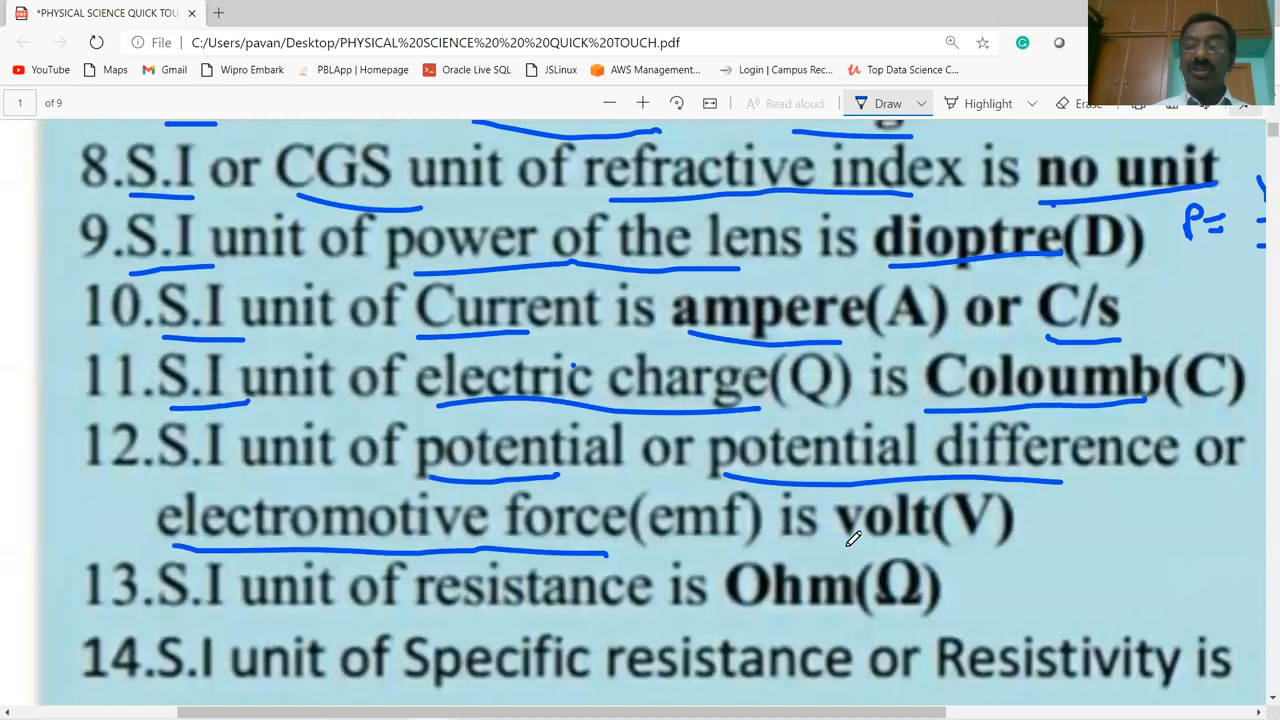 *PHYSICAL SCIENCE QUICK TOU
File C:/Users/pavan/Desktop/PHYSICAL%20SCIENCE%20%20%20QUICK%20TOUCH.pdf
YouTube Maps Gmail Wipro Embark PBLApp | Homepage Oracle Live SQL JSLinux AWS Management... Login | Campus Rec... Top Data Science C...
1 of 9 Read aloud Draw Highlight Erase
8.S.I or CGS unit of refractive index is no unit
9.S.I unit of power of the lens is dioptre(D) P=
10.S.I unit of Current is ampere(A) or C/s
11.S.I unit of electric charge(Q) is Coloumb(C)
12.S.I unit of potential or potential difference or
electromotive force(emf) is volt(V)
13.S.I unit of resistance is Ohm(Ω)
14.S.I unit of Specific resistance or Resistivity is